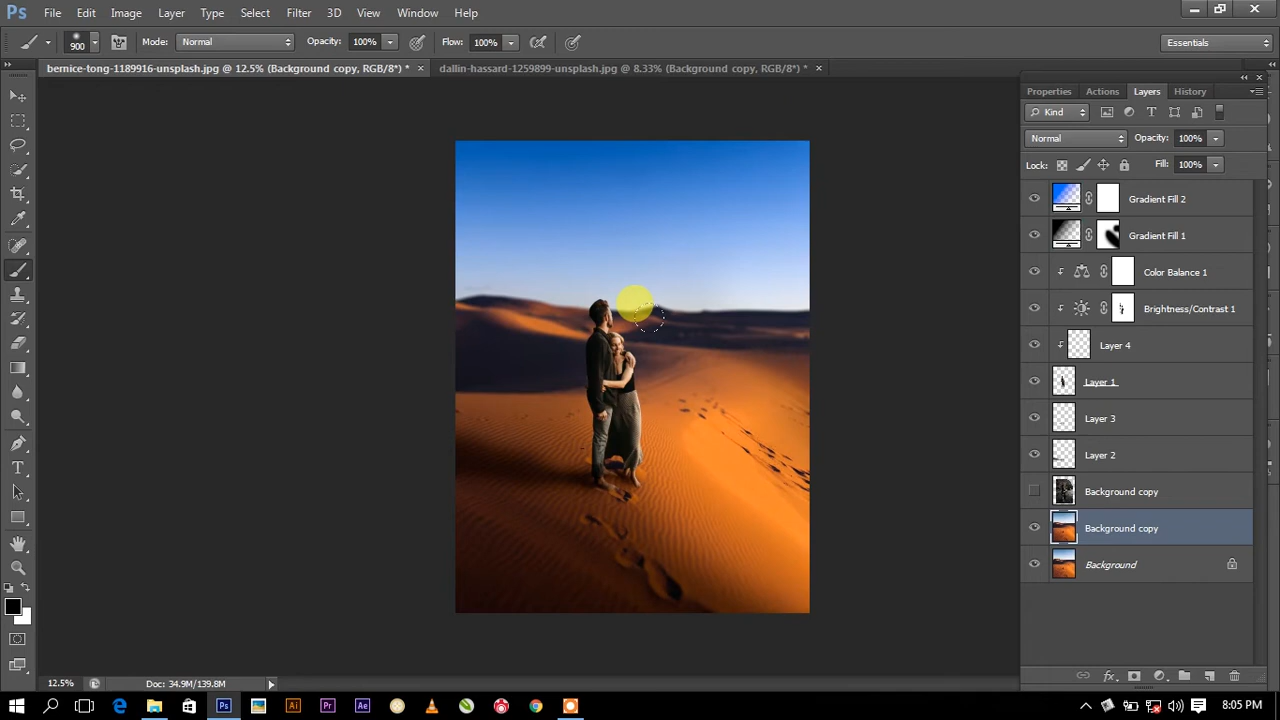 Ps File Edit Image Layer Type Select Filter 3D View Window Help
900 Mode: Normal Opacity: 100% Flow: 100% Essentials
bernice-tong-1189916-unsplash.jpg @ 12.5% (Background copy, RGB/8*) * dallin-hassard-1259899-unsplash.jpg @ 8.33% (Background copy, RGB/8*) *
Properties Actions Layers History
Kind
Normal Opacity: 100%
Lock: Fill: 100%
Gradient Fill 2
Gradient Fill 1
Color Balance 1
Brightness/Contrast 1
Layer 4
Layer 1
Layer 3
Layer 2
Background copy
Background copy
Background
12.5% Doc: 34.9M/139.8M
Ps Ai Pr Ae 8:05 PM